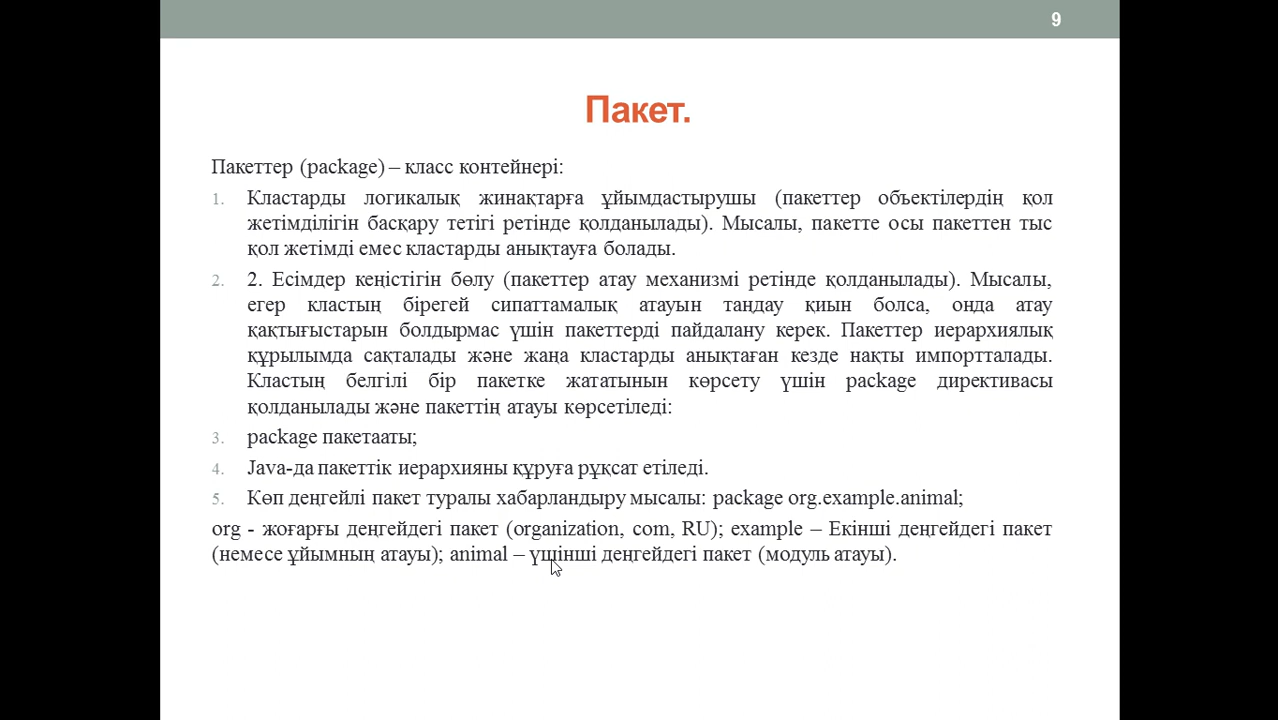 9
Пакет.
Пакеттер (package) – класс контейнері:
1. Кластарды логикалық жинақтарға ұйымдастырушы (пакеттер объектілердің қол
жетімділігін басқару тетігі ретінде қолданылады). Мысалы, пакетте осы пакеттен тыс
қол жетімді емес кластарды анықтауға болады.
2. 2. Есімдер кеңістігін бөлу (пакеттер атау механизмі ретінде қолданылады). Мысалы,
егер кластың бірегей сипаттамалық атауын таңдау қиын болса, онда атау
қақтығыстарын болдырмас үшін пакеттерді пайдалану керек. Пакеттер иерархиялық
құрылымда сақталады және жаңа кластарды анықтаған кезде нақты импортталады.
Кластың белгілі бір пакетке жататынын көрсету үшін package директивасы
қолданылады және пакеттің атауы көрсетіледі:
3. package пакетааты;
4. Java-да пакеттік иерархияны құруға рұқсат етіледі.
5. Көп деңгейлі пакет туралы хабарландыру мысалы: package org.example.animal;
org - жоғарғы деңгейдегі пакет (organization, com, RU); example – Екінші деңгейдегі пакет
(немесе ұйымның атауы); animal – үшінші деңгейдегі пакет (модуль атауы).